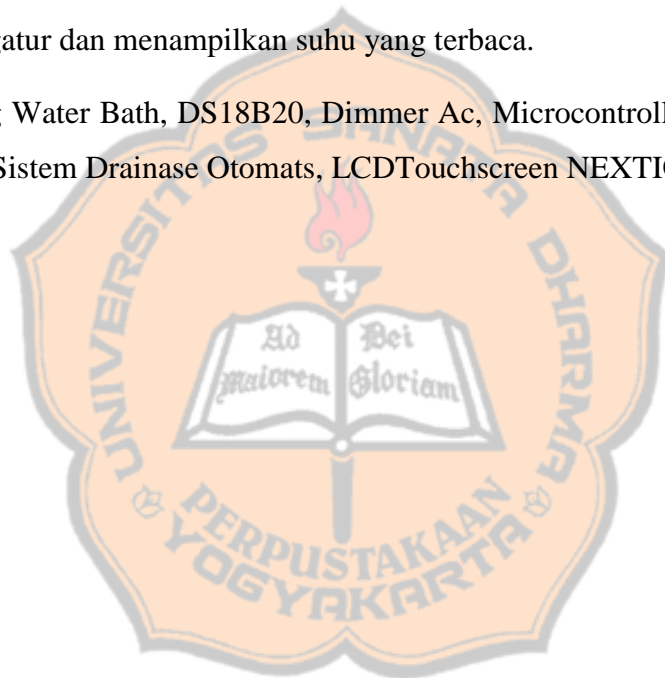 gatur dan menampilkan suhu yang terbaca.
Water Bath, DS18B20, Dimmer Ac, Microcontroll
Sistem Drainase Otomats, LCDTouchscreen NEXTI
UNIVERSITAS SANATA DHARMA
Ad Dei
maiorem Gloriam
PERPUSTAKAAN
YOGYAKARTA